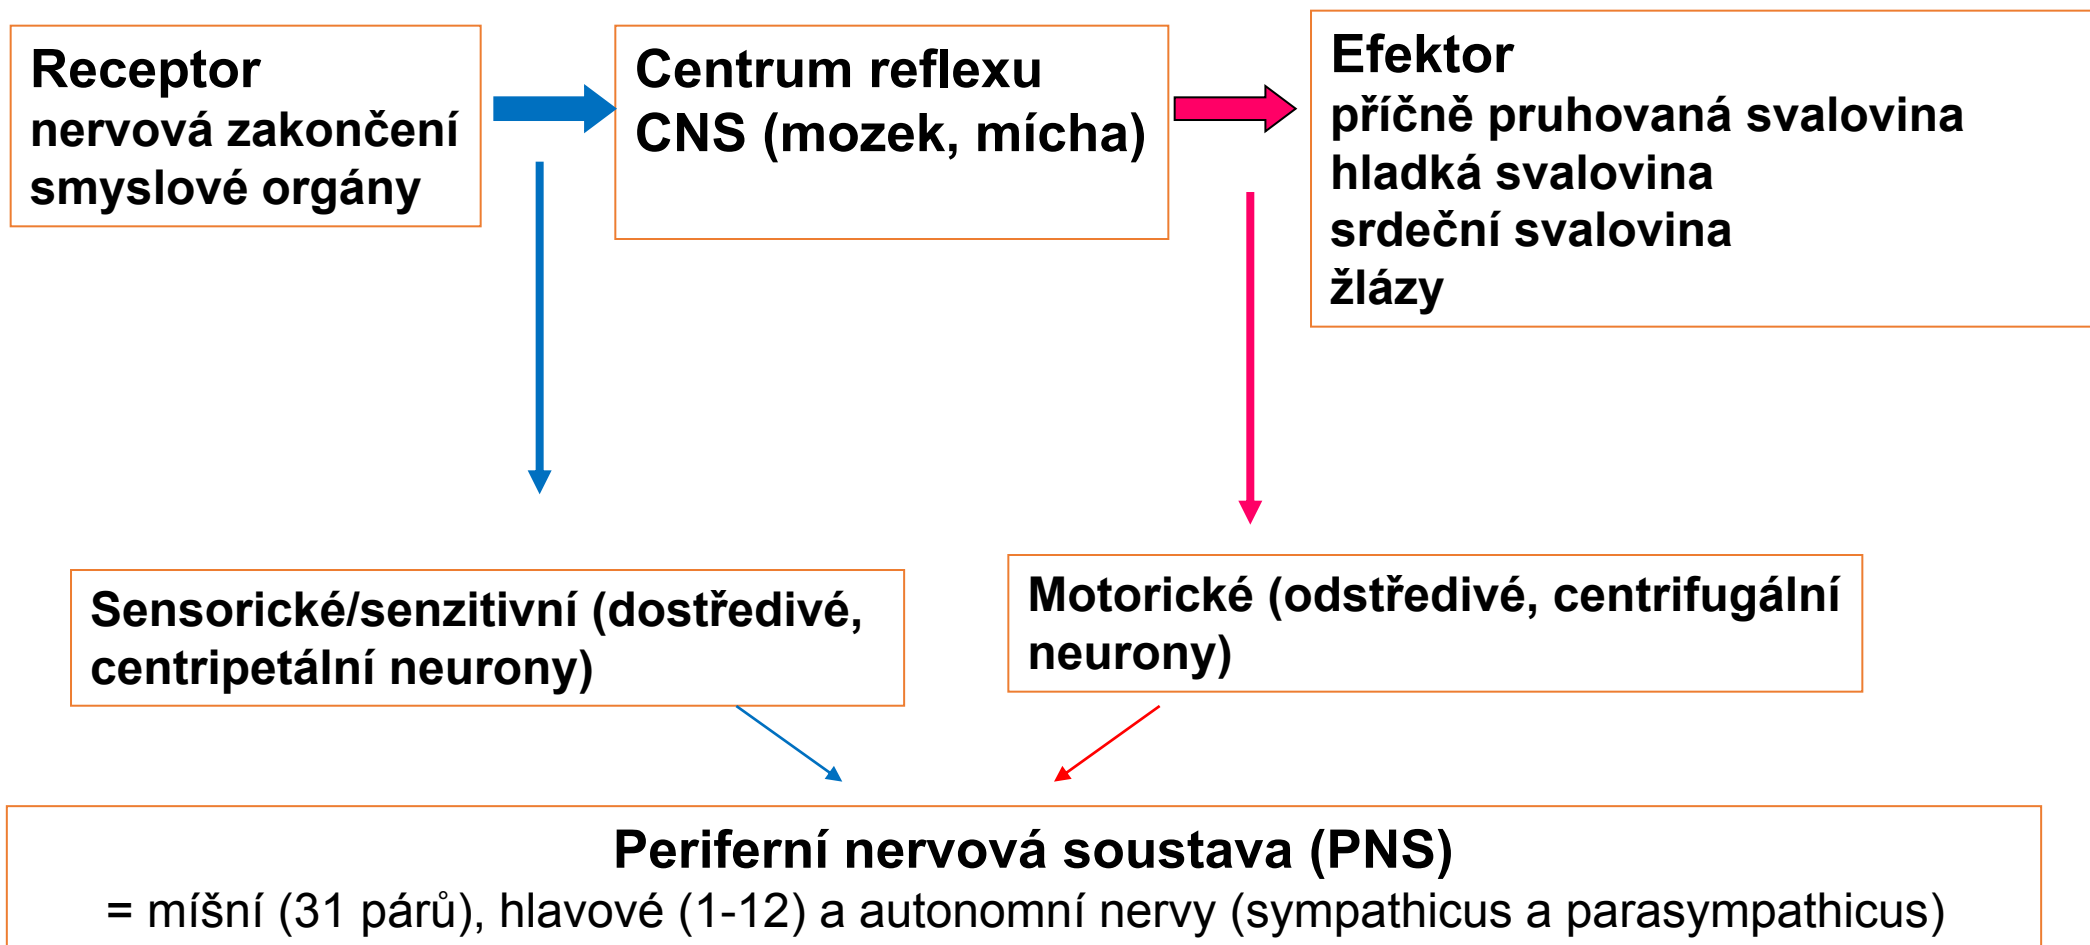 Receptor
nervová zakončení
smyslové orgány
Centrum reflexu
CNS (mozek, mícha)
Efektor
příčně pruhovaná svalovina
hladká svalovina
srdeční svalovina
žlázy
Sensorické/senzitivní (dostředivé,
centripetální neurony)
Motorické (odstředivé, centrifugální
neurony)
Periferní nervová soustava (PNS)
= míšní (31 párů), hlavové (1-12) a autonomní nervy (sympathicus a parasympathicus)